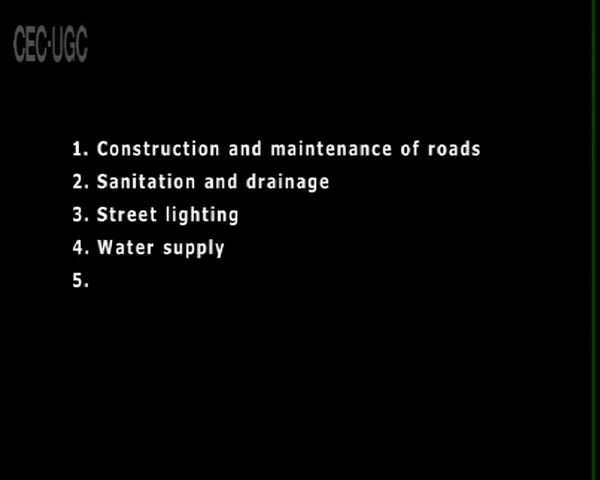 CEC-UGC
1. Construction and maintenance of roads
2. Sanitation and drainage
3. Street lighting
4. Water supply
5.